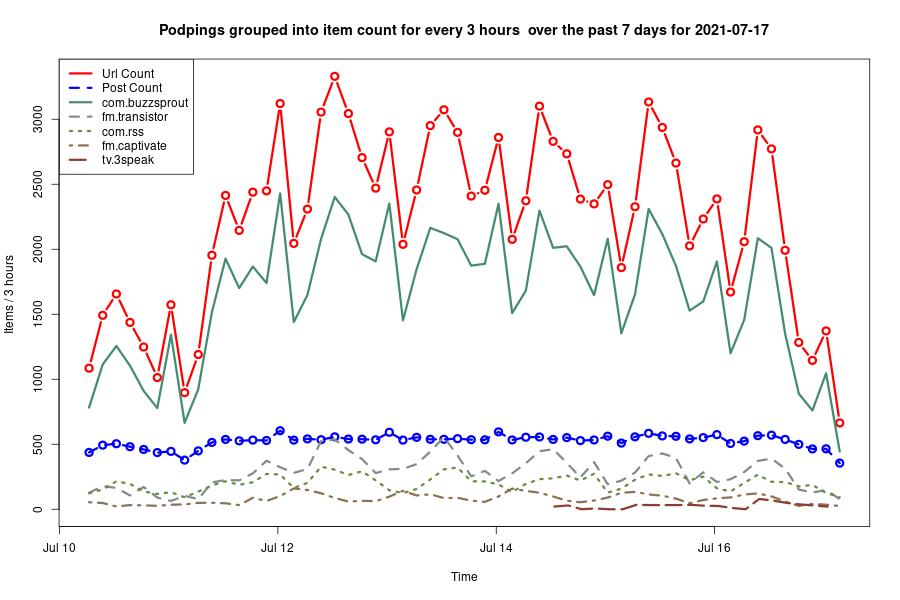 Podpings grouped into item count for every 3 hours  over the past 7 days for 2021-07-17
Url Count
Post Count
com.buzzsprout
fm.transistor
com.rss
fm.captivate
tv.3speak
Items / 3 hours
3000
2500
2000
1500
1000
500
0
Jul 10
Jul 12
Jul 14
Jul 16
Time